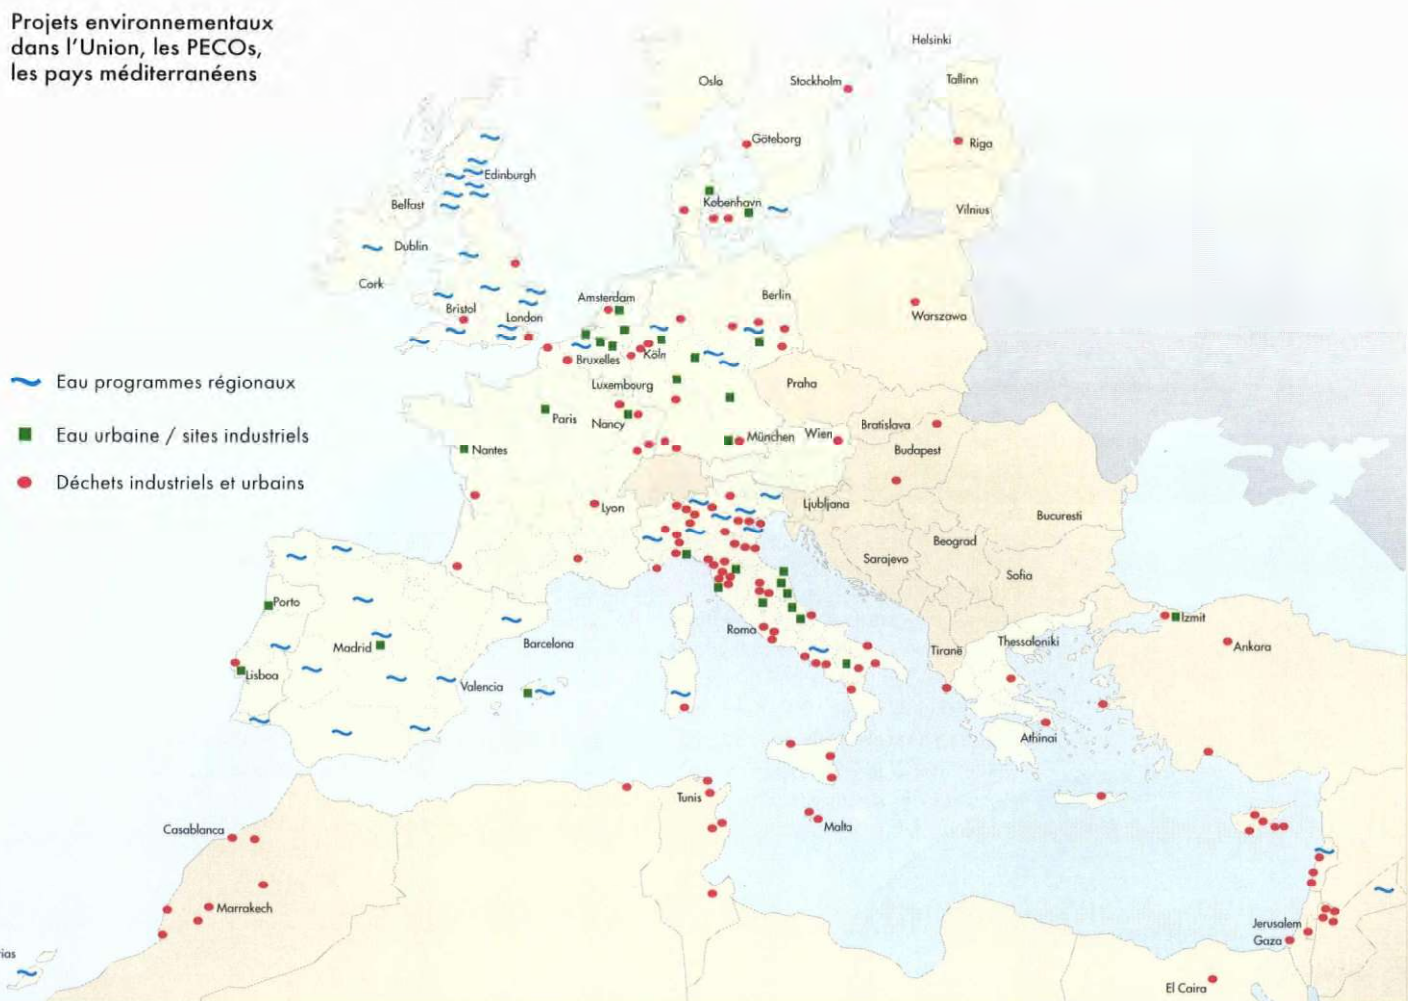 Projets environnementaux
dans l'Union, les PECOs,
les pays méditerranéens
Helsinki
Oslo
Stockholm
Tallinn
Göteborg
Riga
Edinburgh
Belfast
København
Vilnius
Dublin
Cork
Amsterdam
Berlin
Bristol
London
Warszawa
Bruxelles
Köln
Eau programmes régionaux
Luxembourg
Praha
Paris
Nancy
Bratislava
Eau urbaine / sites industriels
München
Wien
Nantes
Budapest
Déchets industriels et urbains
Lyon
Ljubljana
Bucuresti
Beograd
Sarajevo
Sofia
Porto
Izmit
Roma
Barcelona
Madrid
Thessaloniki
Ankara
Tiranë
Lisboa
Valencia
Athinai
Tunis
Casablanca
Malta
Marrakech
Jerusalem
Gaza
rias
El Cairo